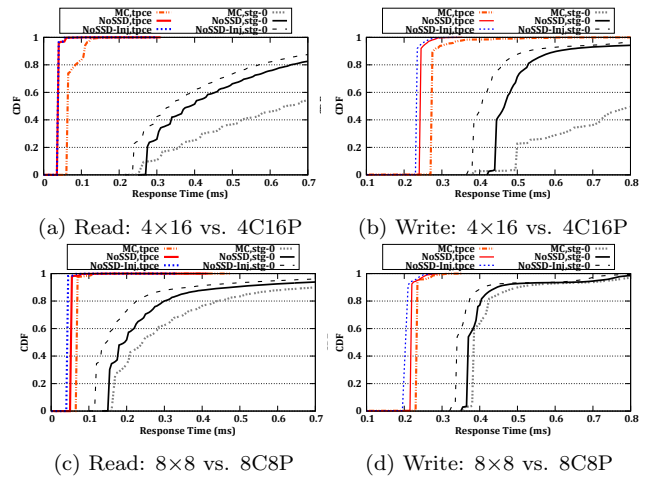 MC,tpce MC,stg-0
NoSSD,tpce NoSSD,stg-0
NoSSD-Inj,tpce NoSSD-Inj,stg-0
MC,tpce MC,stg-0
NoSSD,tpce NoSSD,stg-0
NoSSD-Inj,tpce NoSSD-Inj,stg-0
1
0.8
0.6
0.4
0.2
0
CDF
0 0.1 0.2 0.3 0.4 0.5 0.6 0.7
Response Time (ms)
1
0.8
0.6
0.4
0.2
0
CDF
0.1 0.2 0.3 0.4 0.5 0.6 0.7 0.8
Response Time (ms)
(a) Read: 4×16 vs. 4C16P
(b) Write: 4×16 vs. 4C16P
MC,tpce MC,stg-0
NoSSD,tpce NoSSD,stg-0
NoSSD-Inj,tpce NoSSD-Inj,stg-0
MC,tpce MC,stg-0
NoSSD,tpce NoSSD,stg-0
NoSSD-Inj,tpce NoSSD-Inj,stg-0
1
0.8
0.6
0.4
0.2
0
CDF
0 0.1 0.2 0.3 0.4 0.5 0.6 0.7
Response Time (ms)
1
0.8
0.6
0.4
0.2
0
CDF
0.1 0.2 0.3 0.4 0.5 0.6 0.7 0.8
Response Time (ms)
(c) Read: 8×8 vs. 8C8P
(d) Write: 8×8 vs. 8C8P